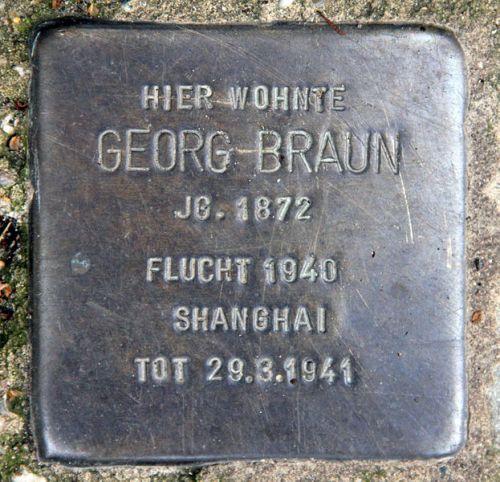 HIER WOHNTE
GEORG BRAUN
JG. 1872
FLUCHT 1940
SHANGHAI
TOT 29.3.1941